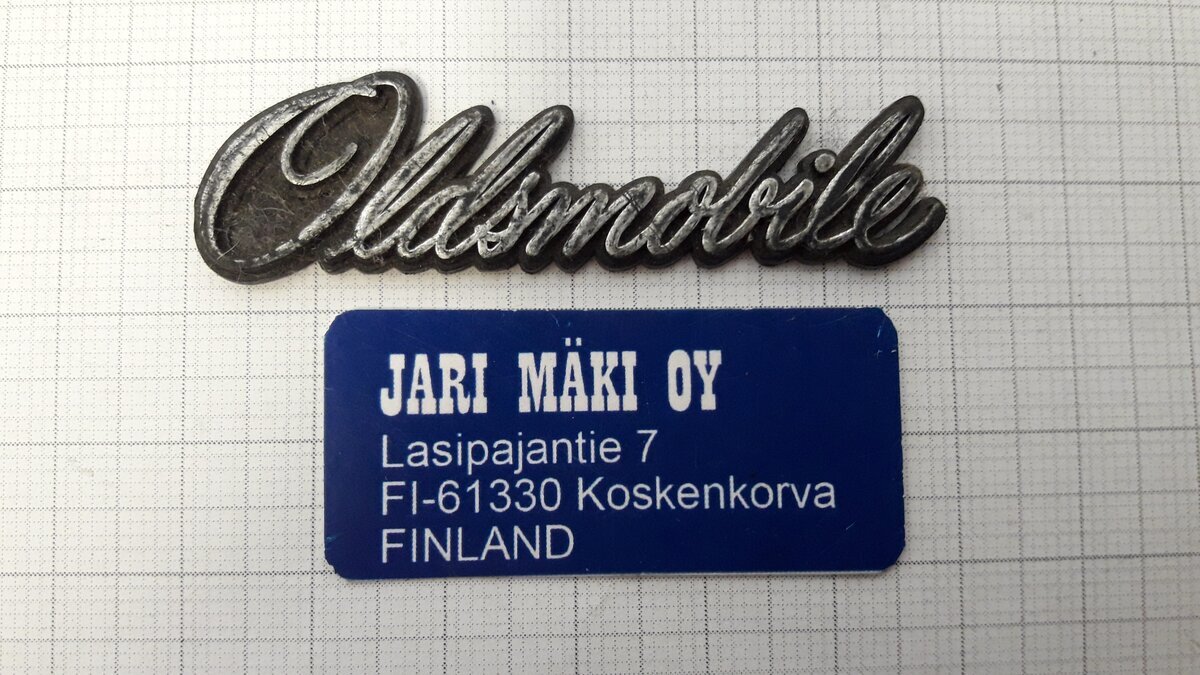 Oldsmobile
JARI MÄKI OY
Lasipajantie 7
FI-61330 Koskenkorva
FINLAND